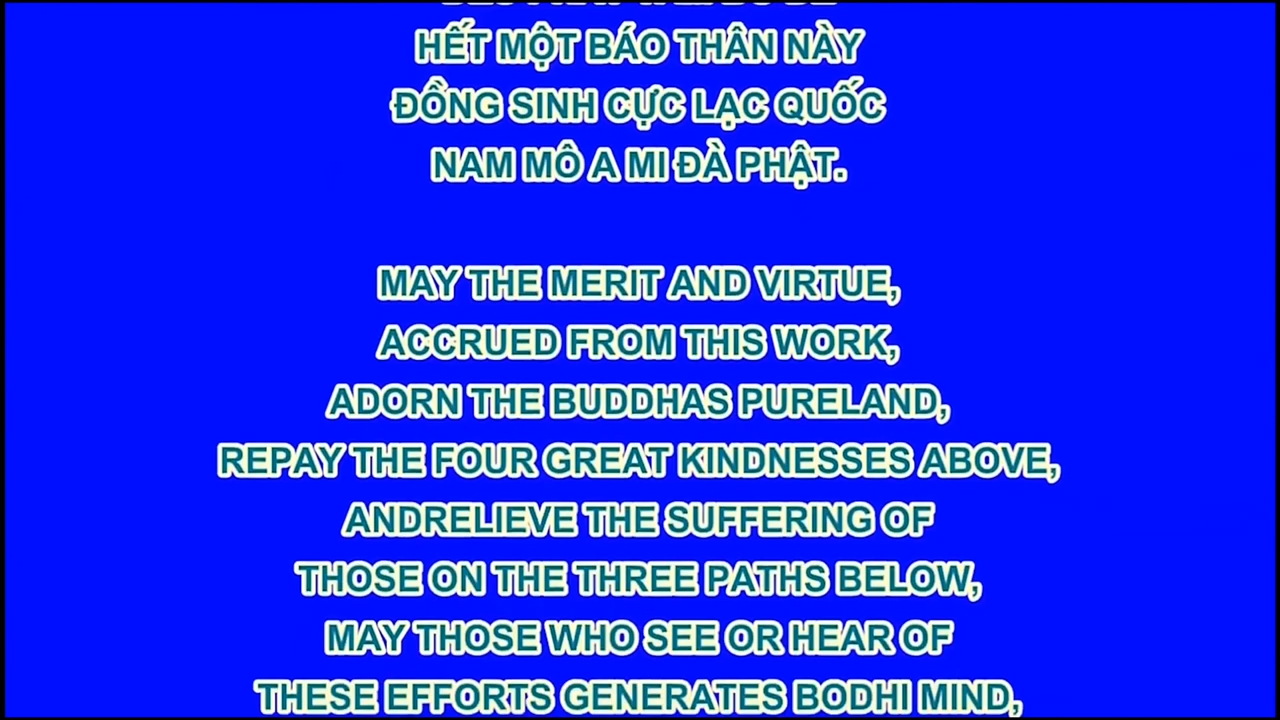 HẾT MỘT BÁO THÂN NÀY
ĐỒNG SINH CỰC LẠC QUỐC
NAM MÔ A MI ĐÀ PHẬT.
MAY THE MERIT AND VIRTUE,
ACCRUED FROM THIS WORK,
ADORN THE BUDDHAS PURELAND,
REPAY THE FOUR GREAT KINDNESSES ABOVE,
ANDRELIEVE THE SUFFERING OF
THOSE ON THE THREE PATHS BELOW,
MAY THOSE WHO SEE OR HEAR OF
THESE EFFORTS GENERATES BODHI MIND,